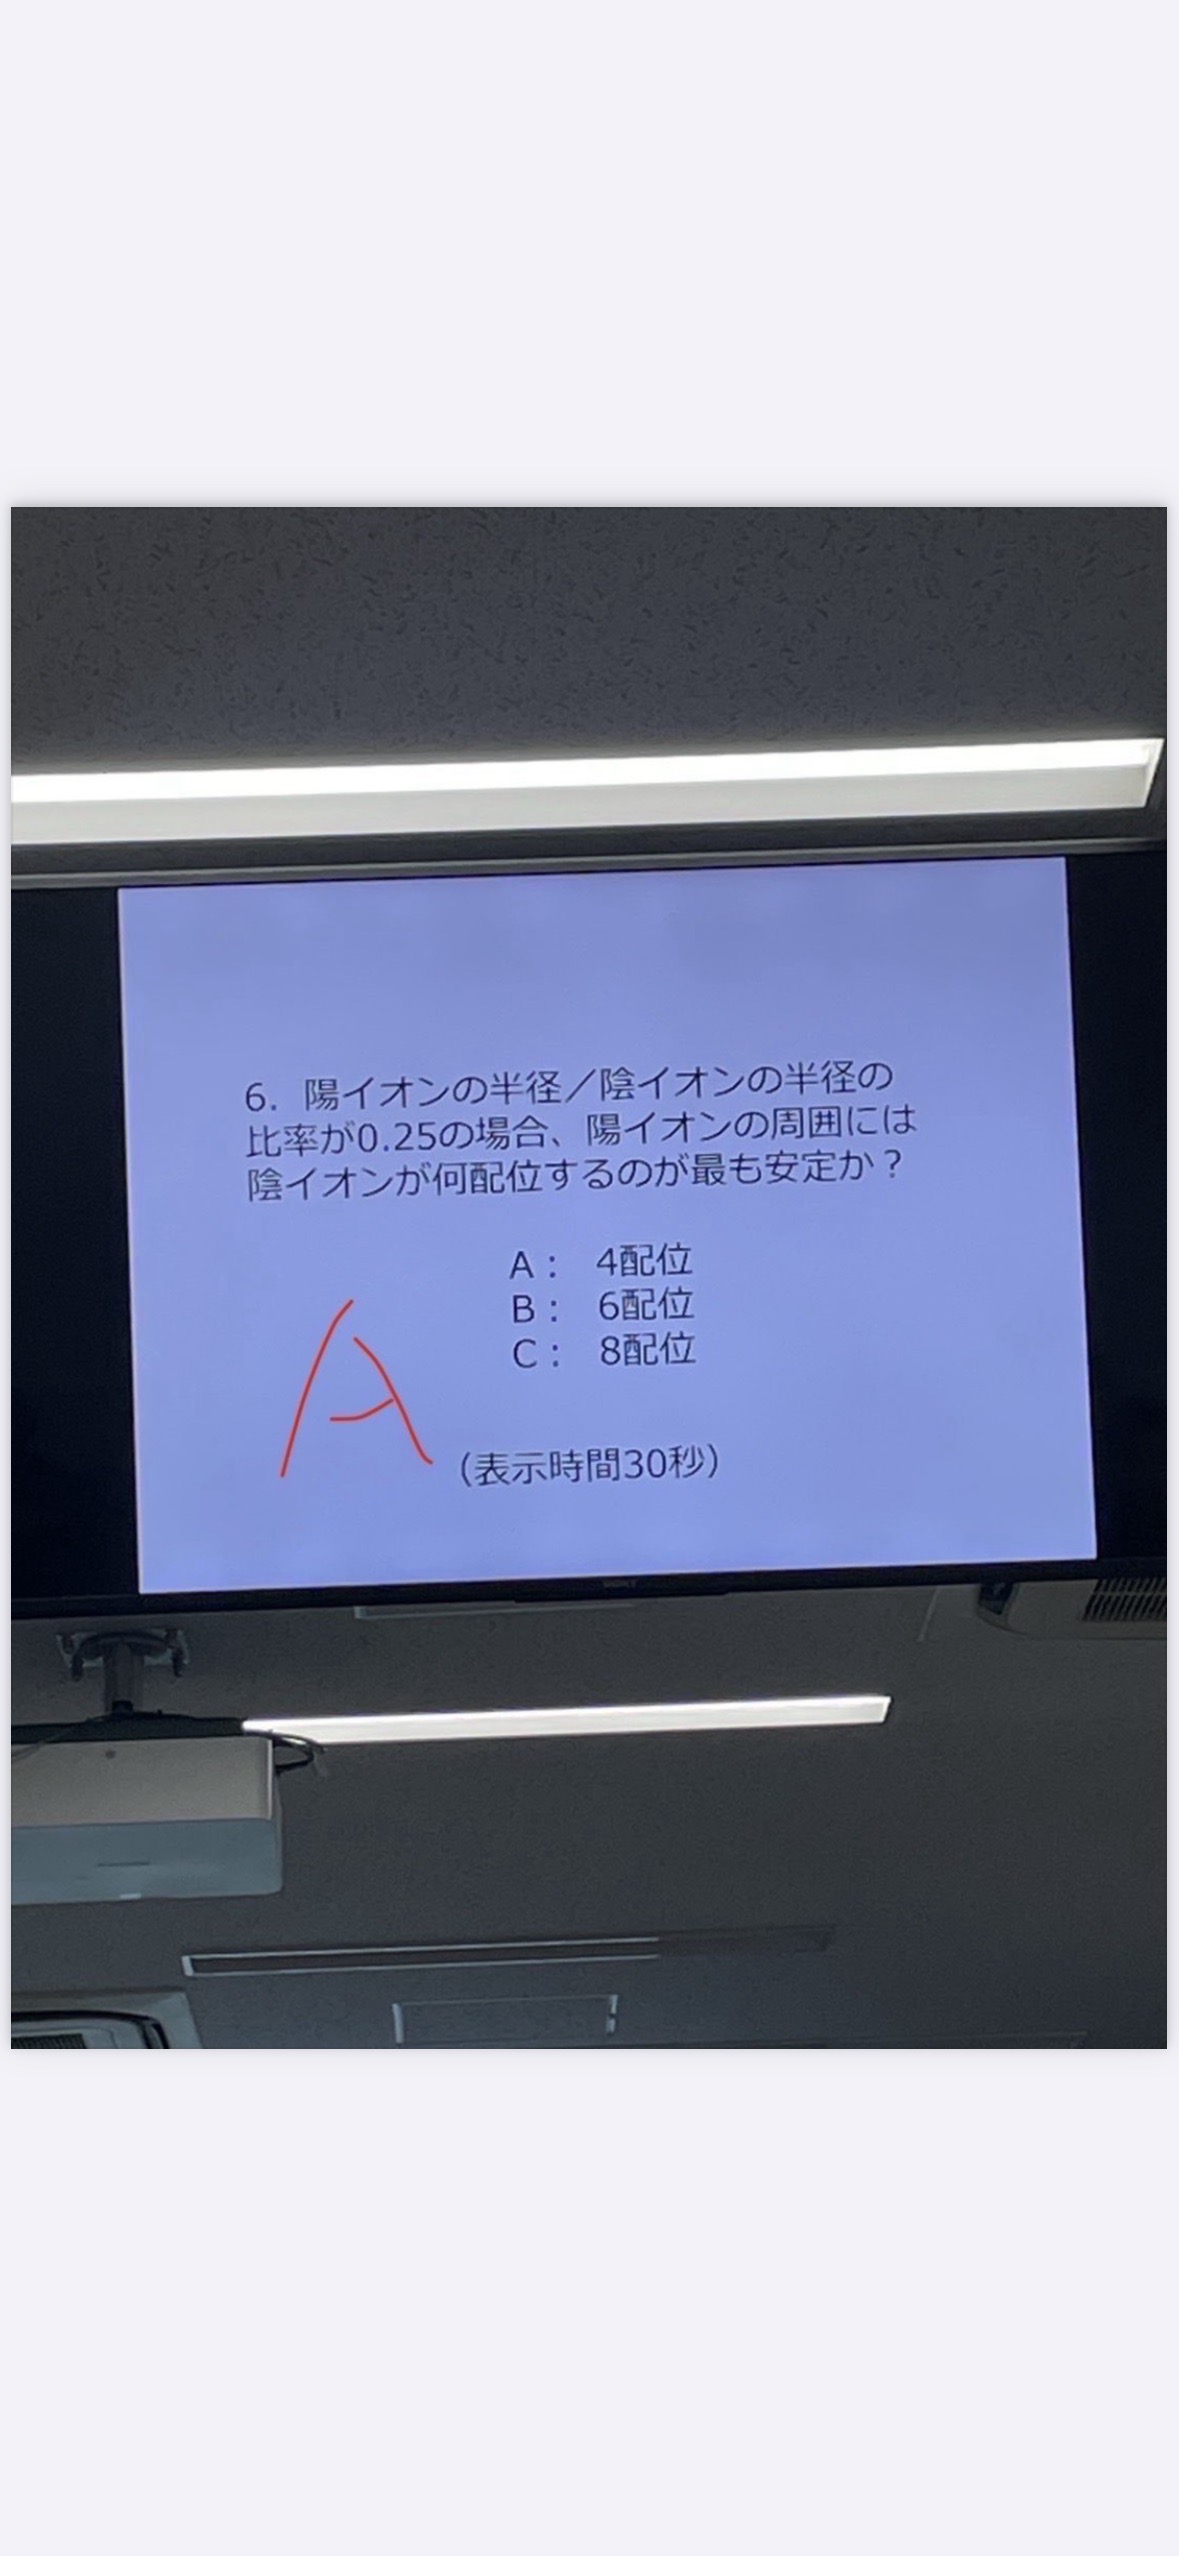 6. 陽イオンの半径／陰イオンの半径の
比率が0.25の場合、陽イオンの周囲には
陰イオンが何配位するのが最も安定か？
A： 4配位
B： 6配位
C： 8配位
A
（表示時間30秒）